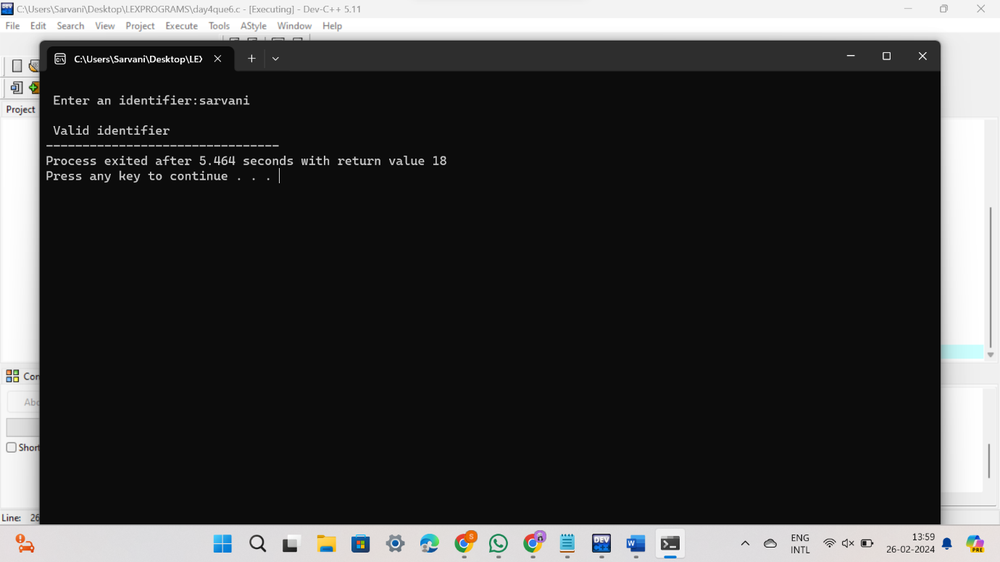 C:\Users\Sarvani\Desktop\LEXPROGRAMS\day4que6.c - [Executing] - Dev-C++ 5.11
File Edit Search View Project Execute Tools AStyle Window Help
C:\Users\Sarvani\Desktop\LE
Enter an identifier:sarvani
Project
Valid identifier
--------------------------------
Process exited after 5.464 seconds with return value 18
Press any key to continue . . .
Con
Abo
Short
Line: 26
DEV
W
S
PRE
ENG
INTL
13:59
26-02-2024